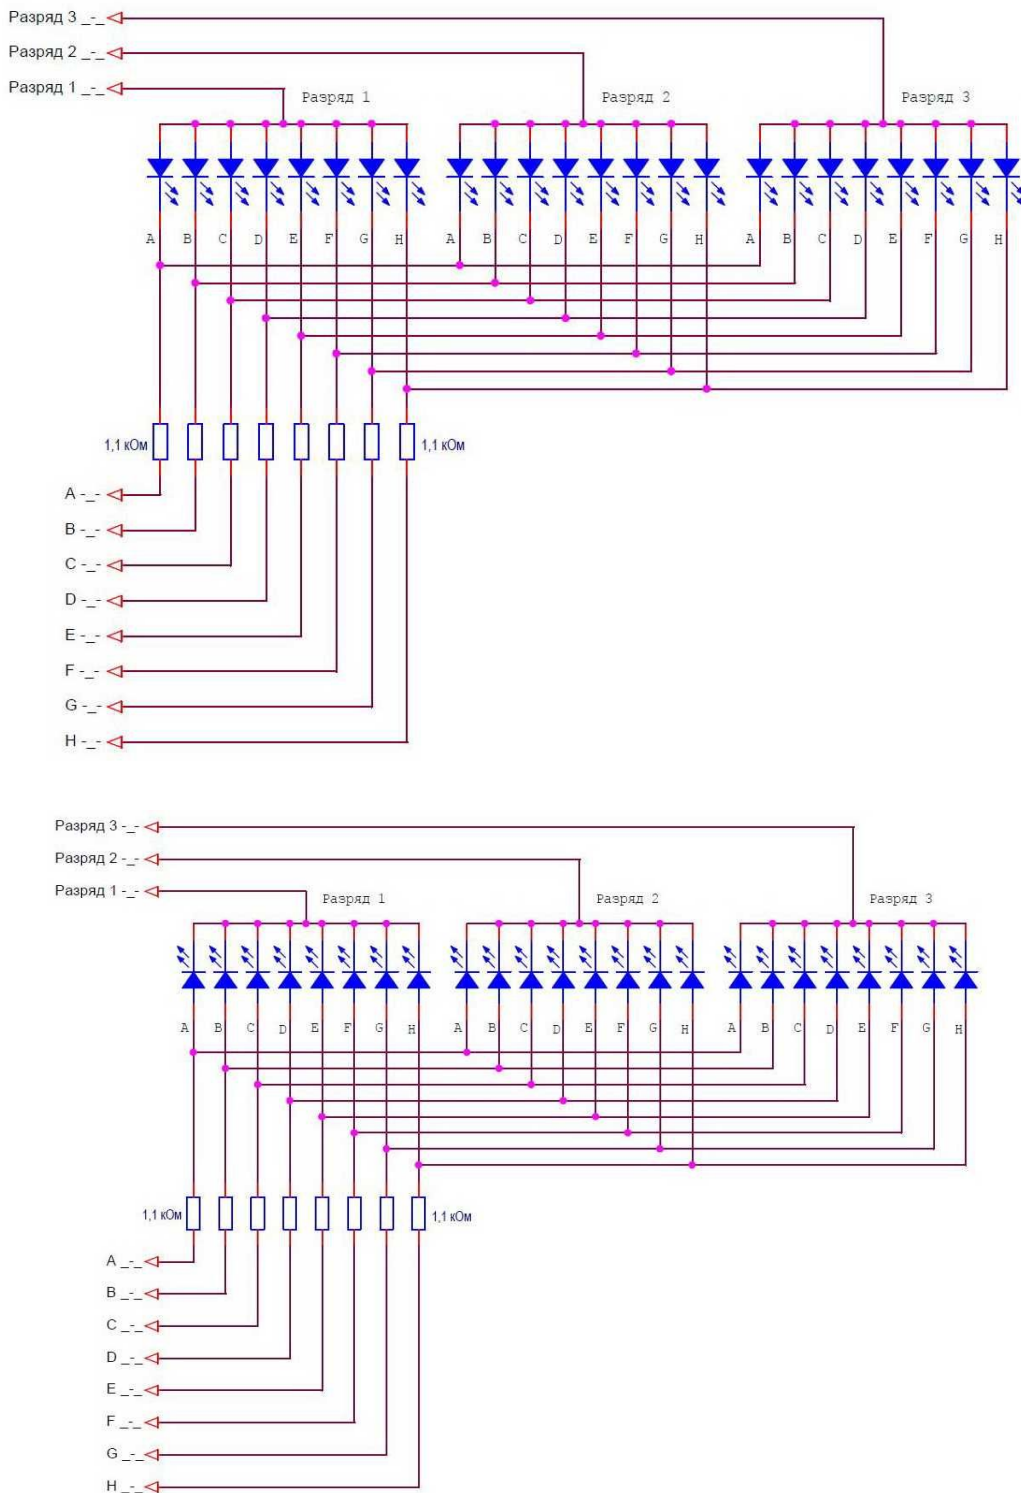 Разряд 3 _-_
Разряд 2 _-_
Разряд 1 _-_
Разряд 1 Разряд 2 Разряд 3
A B C D E F G H A B C D E F G H A B C D E F G H
1,1 кОм 1,1 кОм
A -_-
B -_-
C -_-
D -_-
E -_-
F -_-
G -_-
H -_-
Разряд 3 -_-
Разряд 2 -_-
Разряд 1 -_-
Разряд 1 Разряд 2 Разряд 3
A B C D E F G H A B C D E F G H A B C D E F G H
1,1 кОм 1,1 кОм
A _-_
B _-_
C _-_
D _-_
E _-_
F _-_
G _-_
H _-_